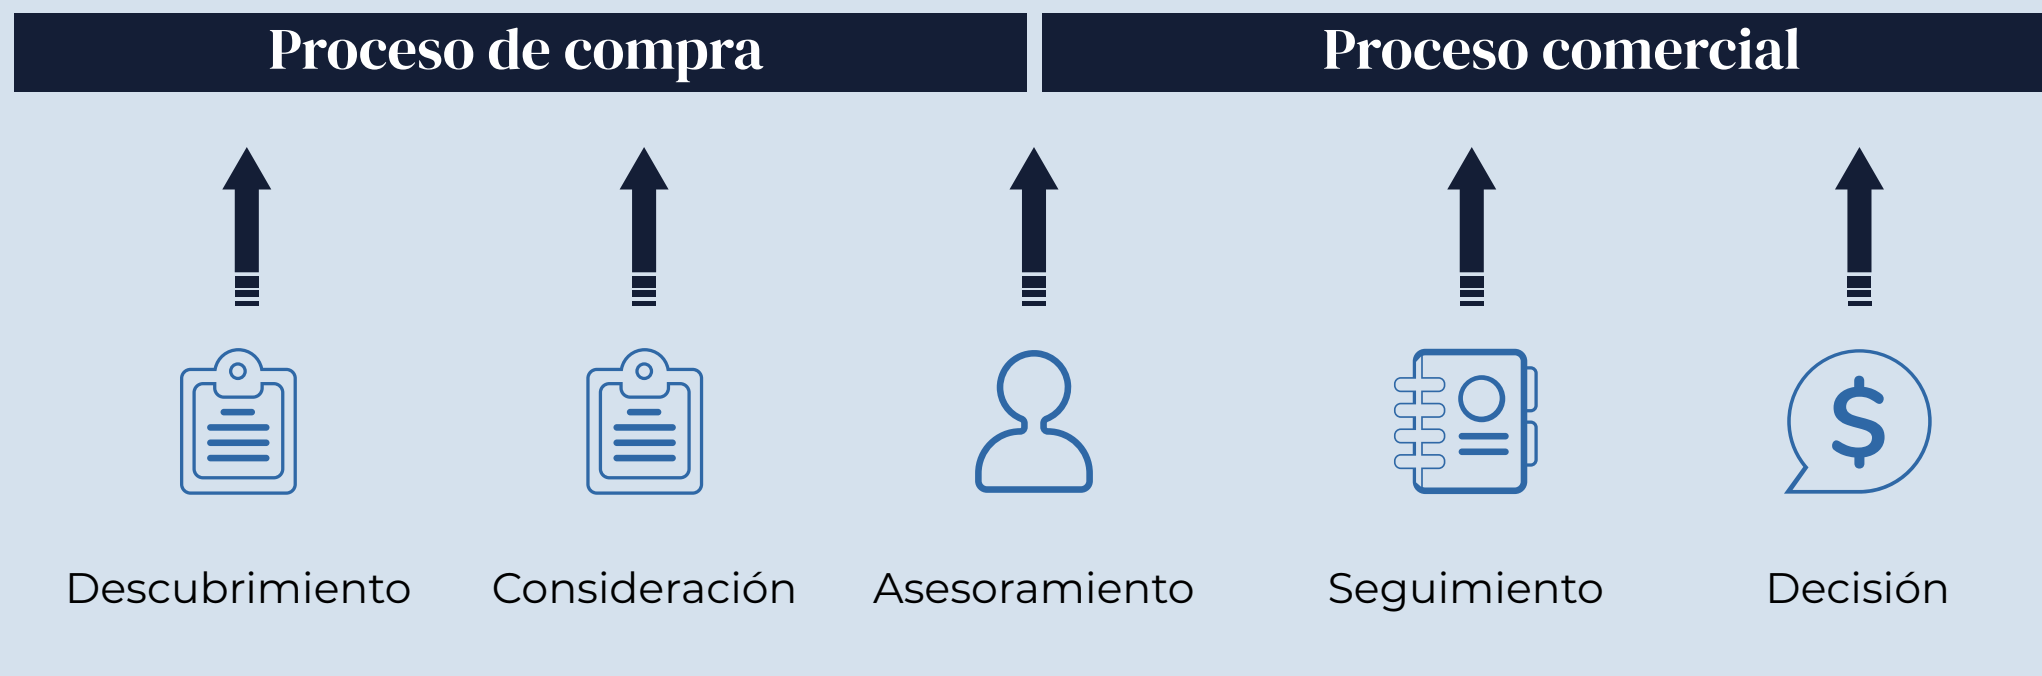 Proceso de compra
Proceso comercial
Descubrimiento
Consideración
Asesoramiento
Seguimiento
Decisión